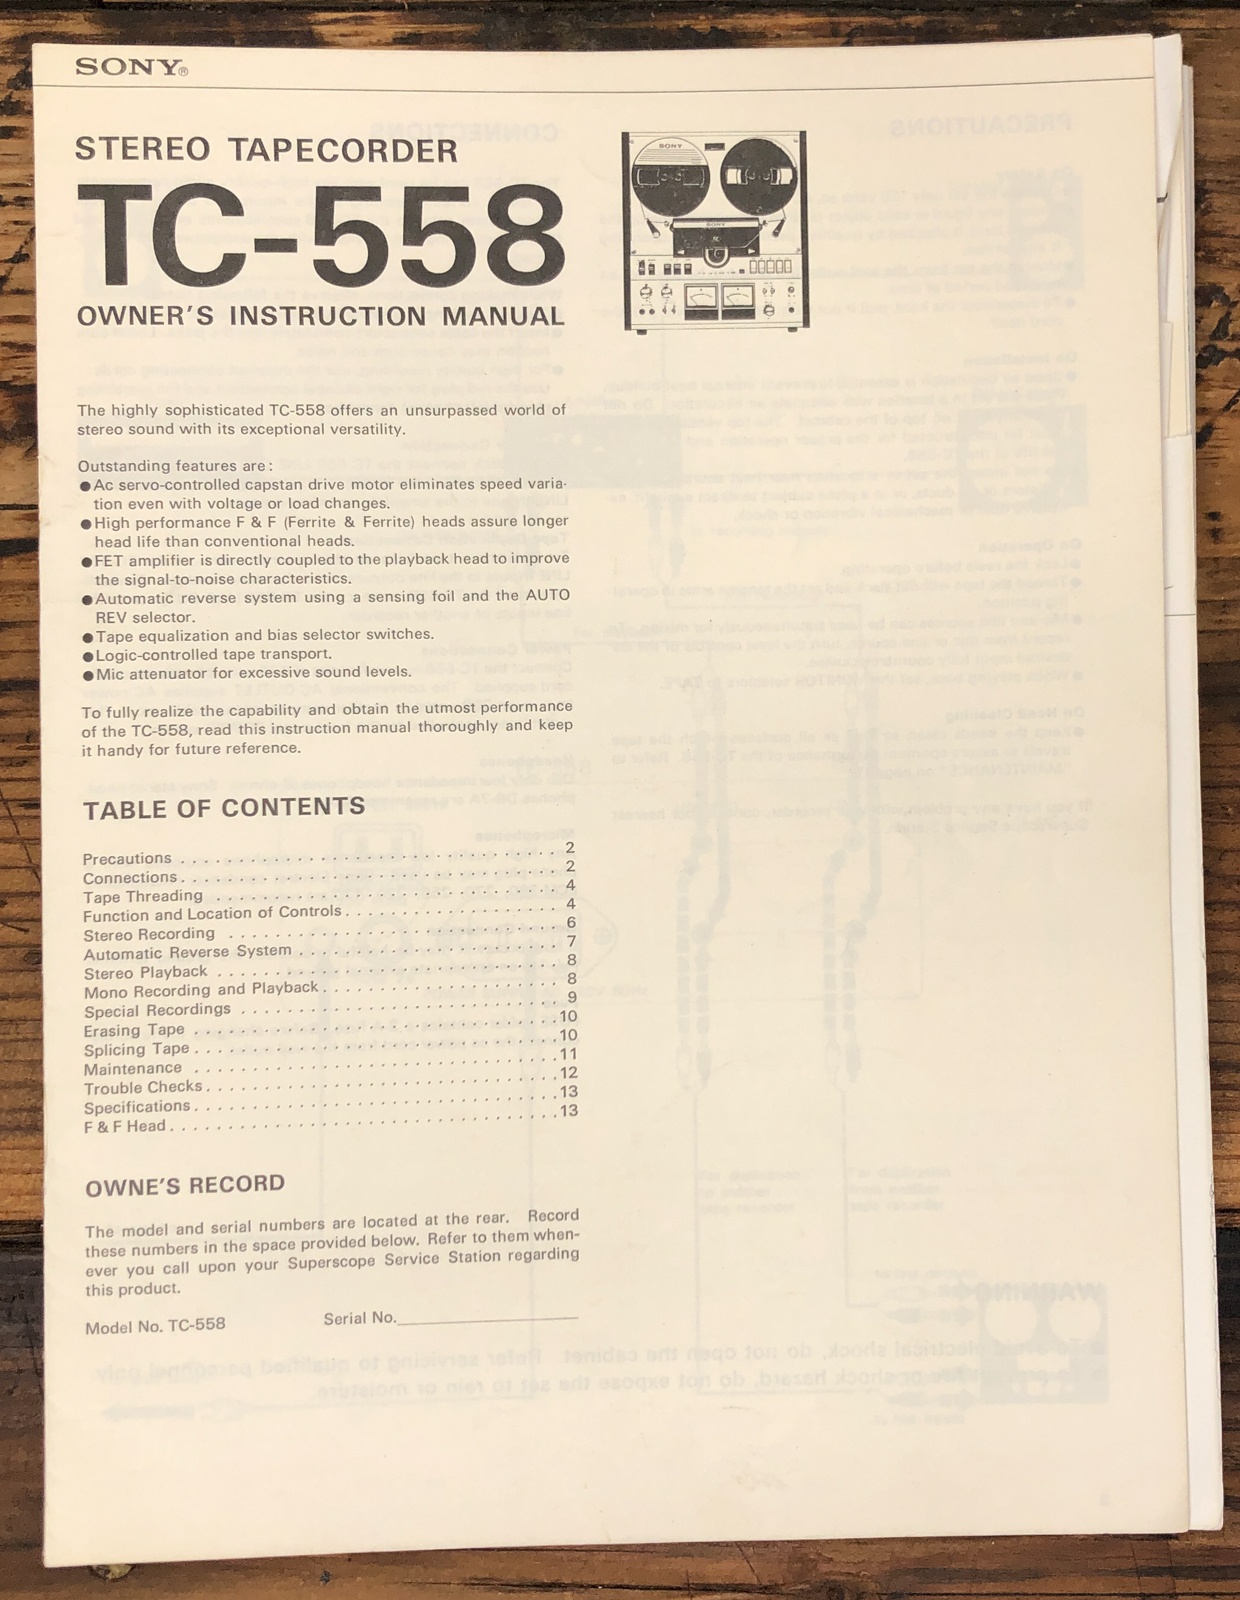 SONY®
STEREO TAPECORDER
TC-558
OWNER'S INSTRUCTION MANUAL
SONY
SONY
The highly sophisticated TC-558 offers an unsurpassed world of
stereo sound with its exceptional versatility.
Outstanding features are:
●Ac servo-controlled capstan drive motor eliminates speed varia-
tion even with voltage or load changes.
●High performance F & F (Ferrite & Ferrite) heads assure longer
head life than conventional heads.
●FET amplifier is directly coupled to the playback head to improve
the signal-to-noise characteristics.
●Automatic reverse system using a sensing foil and the AUTO
REV selector.
●Tape equalization and bias selector switches.
●Logic-controlled tape transport.
●Mic attenuator for excessive sound levels.
To fully realize the capability and obtain the utmost performance
of the TC-558, read this instruction manual thoroughly and keep
it handy for future reference.
TABLE OF CONTENTS
Precautions . . . . . . . . . . 2
Connections . . . . . . . . . . 2
Tape Threading . . . . . . . . . . 4
Function and Location of Controls . . . . . . . . . . 4
Stereo Recording . . . . . . . . . . 6
Automatic Reverse System . . . . . . . . . . 7
Stereo Playback . . . . . . . . . . 8
Mono Recording and Playback . . . . . . . . . . 8
Special Recordings . . . . . . . . . . 9
Erasing Tape . . . . . . . . . . 10
Splicing Tape . . . . . . . . . . 10
Maintenance . . . . . . . . . . 11
Trouble Checks . . . . . . . . . . 12
Specifications . . . . . . . . . . 13
F & F Head . . . . . . . . . . 13
OWNE'S RECORD
The model and serial numbers are located at the rear. Record
these numbers in the space provided below. Refer to them when-
ever you call upon your Superscope Service Station regarding
this product.
Model No. TC-558 Serial No.